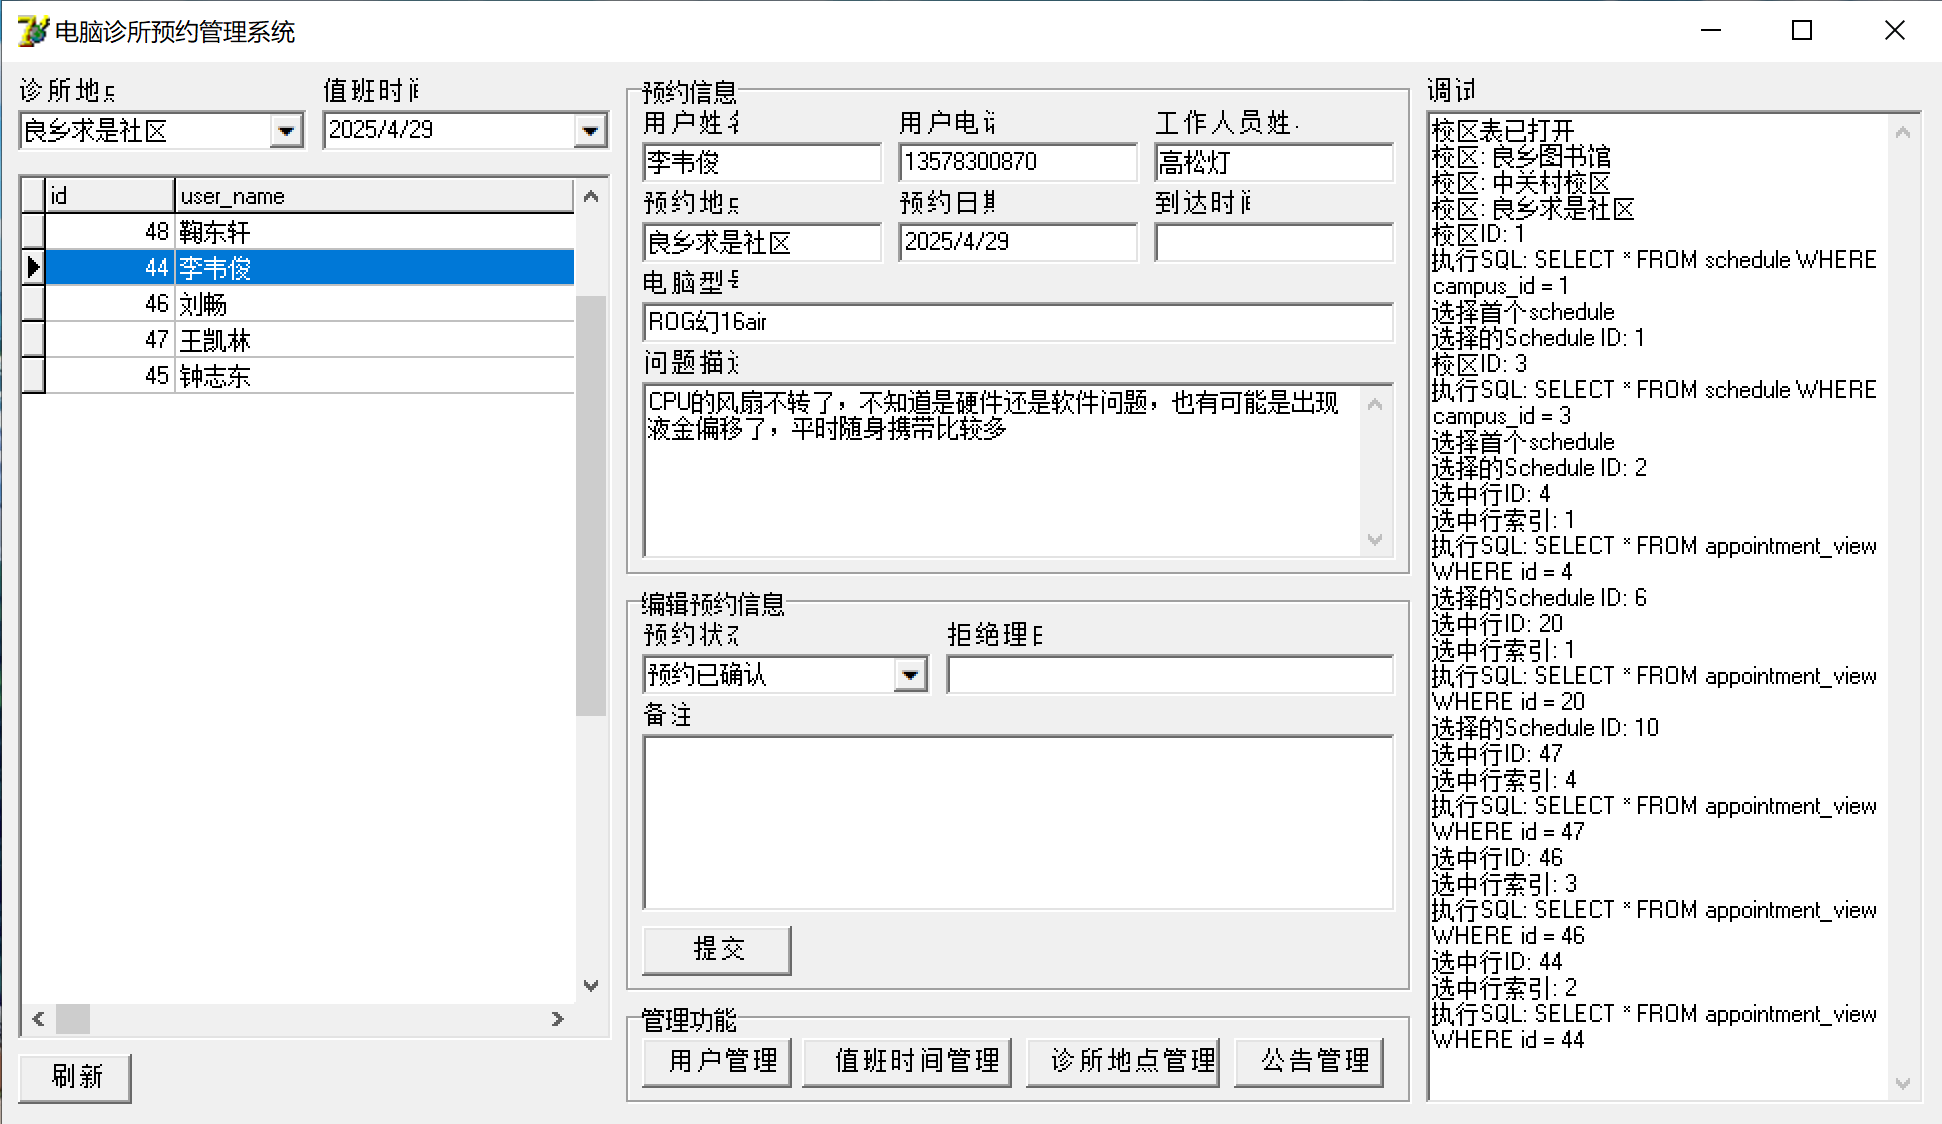 电脑诊所预约管理系统
诊所地
值班时
良乡求是社区
2025/4/29
id user_name
48 鞠东轩
44 李韦俊
46 刘畅
47 王凯林
45 钟志东
刷新
预约信息
用户姓
用户电
工作人员姓
李韦俊
13578300870
高松灯
预约地
预约日期
到达时
良乡求是社区
2025/4/29
电脑型号
ROG幻16air
问题描
CPU的风扇不转了，不知道是硬件还是软件问题，也有可能是出现
液金偏移了，平时随身携带比较多
编辑预约信息
预约状
拒绝理
预约已确认
备注
提交
管理功能
用户管理
值班时间管理
诊所地点管理
公告管理
调试
校区表已打开
校区: 良乡图书馆
校区: 中关村校区
校区: 良乡求是社区
校区ID: 1
执行SQL: SELECT * FROM schedule WHERE
campus_id = 1
选择首个schedule
选择的Schedule ID: 1
校区ID: 3
执行SQL: SELECT * FROM schedule WHERE
campus_id = 3
选择首个schedule
选择的Schedule ID: 2
选中行ID: 4
选中行索引: 1
执行SQL: SELECT * FROM appointment_view
WHERE id = 4
选择的Schedule ID: 6
选中行ID: 20
选中行索引: 1
执行SQL: SELECT * FROM appointment_view
WHERE id = 20
选择的Schedule ID: 10
选中行ID: 47
选中行索引: 4
执行SQL: SELECT * FROM appointment_view
WHERE id = 47
选中行ID: 46
选中行索引: 3
执行SQL: SELECT * FROM appointment_view
WHERE id = 46
选中行ID: 44
选中行索引: 2
执行SQL: SELECT * FROM appointment_view
WHERE id = 44